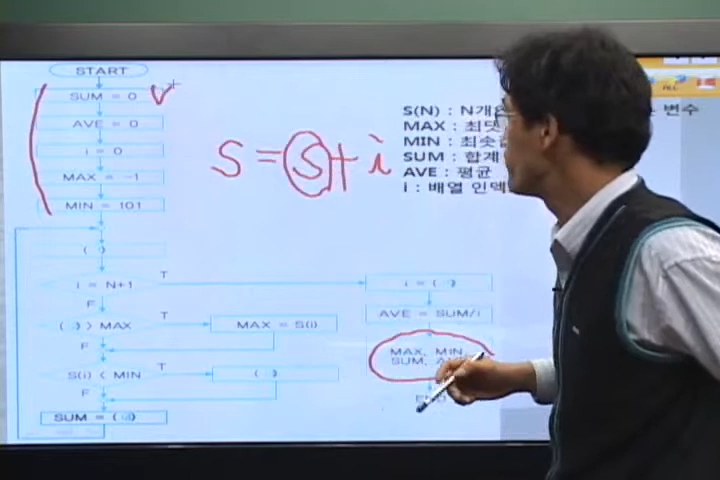 START
SUM = 0
AVE = 0
i = 0
MAX = -1
MIN = 101
S = S + i
S(N) : N개의 변수
MAX : 최댓
MIN : 최솟
SUM : 합계
AVE : 평균
i : 배열 인덱
i = N+1
T
F
i = ( )
AVE = SUM/i
( ) > MAX
T
F
MAX = S(i)
MAX, MIN
SUM,
S(i) < MIN
T
F
( )
SUM = ( )